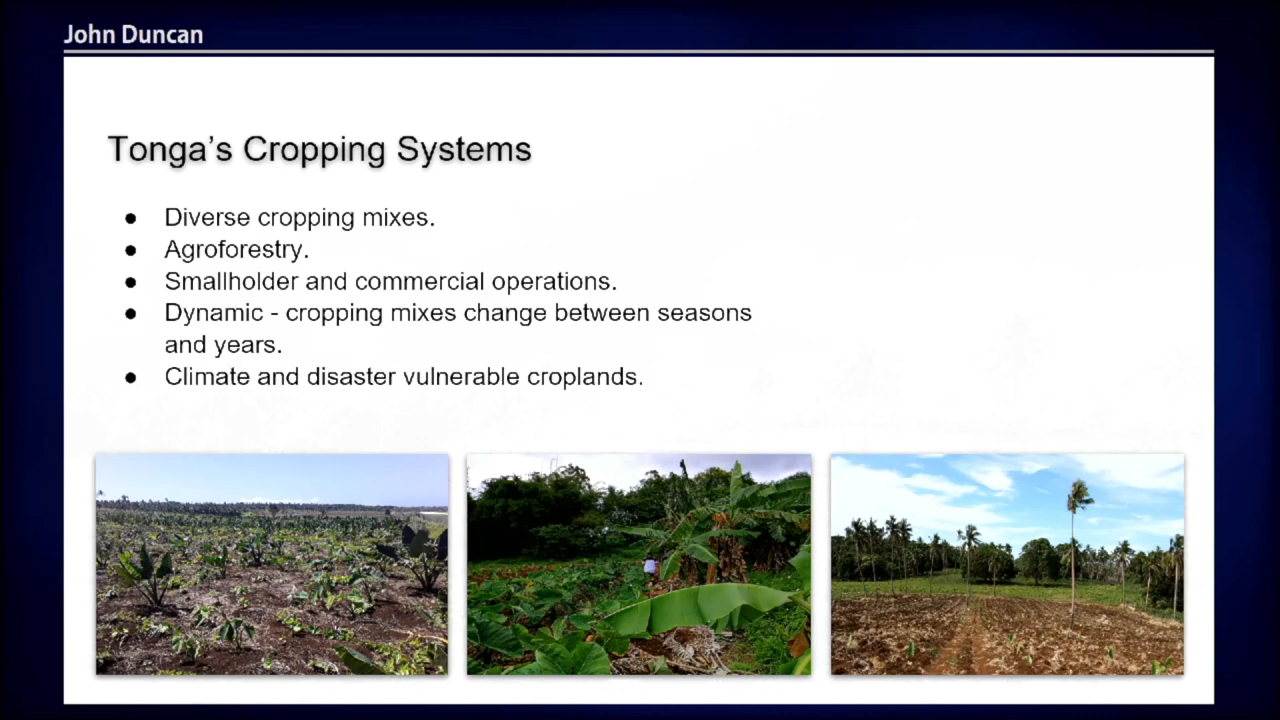 John Duncan
Tonga's Cropping Systems
● Diverse cropping mixes.
● Agroforestry.
● Smallholder and commercial operations.
● Dynamic - cropping mixes change between seasons
and years.
● Climate and disaster vulnerable croplands.